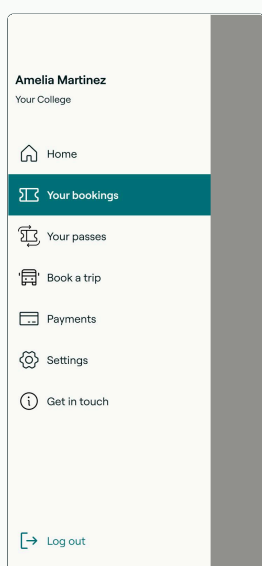 Amelia Martinez
Your College
Home
Your bookings
Your passes
Book a trip
Payments
Settings
Get in touch
Log out